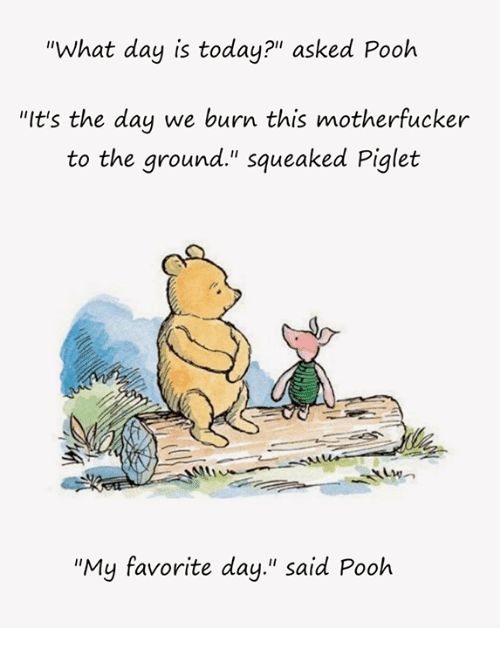 "What day is today?" asked Pooh
"It's the day we burn this motherfucker
to the ground." squeaked Piglet
"My favorite day." said Pooh